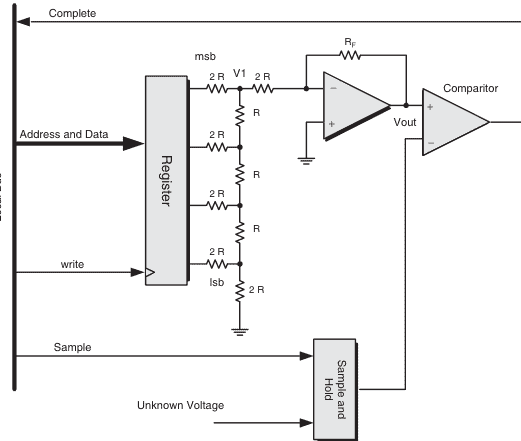 Complete
R_F
msb
2 R
V1
2 R
Comparitor
R
−
+
+
−
Vout
Address and Data
2 R
Register
R
2 R
R
2 R
write
lsb
2 R
Sample
Sample and
Hold
Unknown Voltage